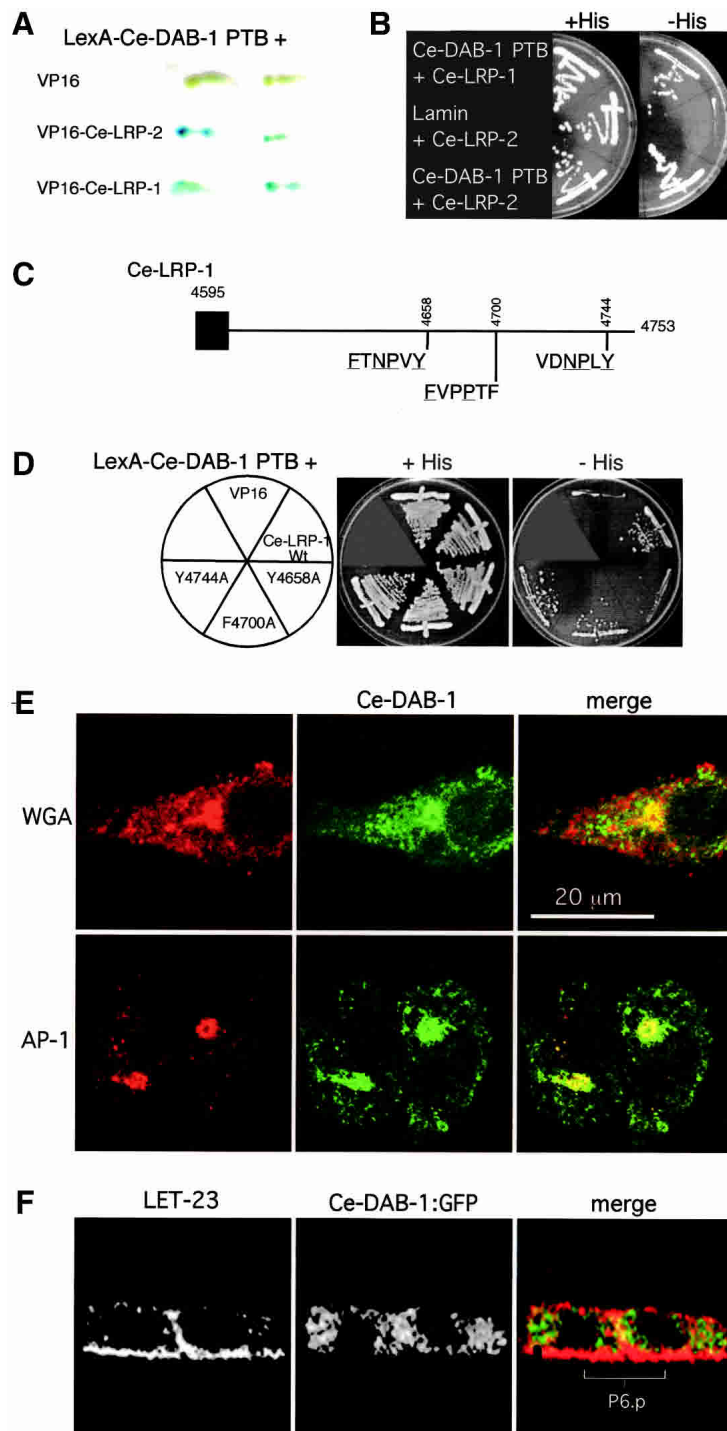 A
LexA-Ce-DAB-1 PTB +
VP16
VP16-Ce-LRP-2
VP16-Ce-LRP-1
B
+His -His
Ce-DAB-1 PTB
+ Ce-LRP-1
Lamin
+ Ce-LRP-2
Ce-DAB-1 PTB
+ Ce-LRP-2
C
Ce-LRP-1
4595
4658
4700
4744
4753
FTNPVY
FVPPTF
VDNPLY
D
LexA-Ce-DAB-1 PTB +
+ His
- His
VP16
Ce-LRP-1
Wt
Y4744A
Y4658A
F4700A
E
Ce-DAB-1
merge
WGA
20 μm
AP-1
F
LET-23
Ce-DAB-1:GFP
merge
P6.p